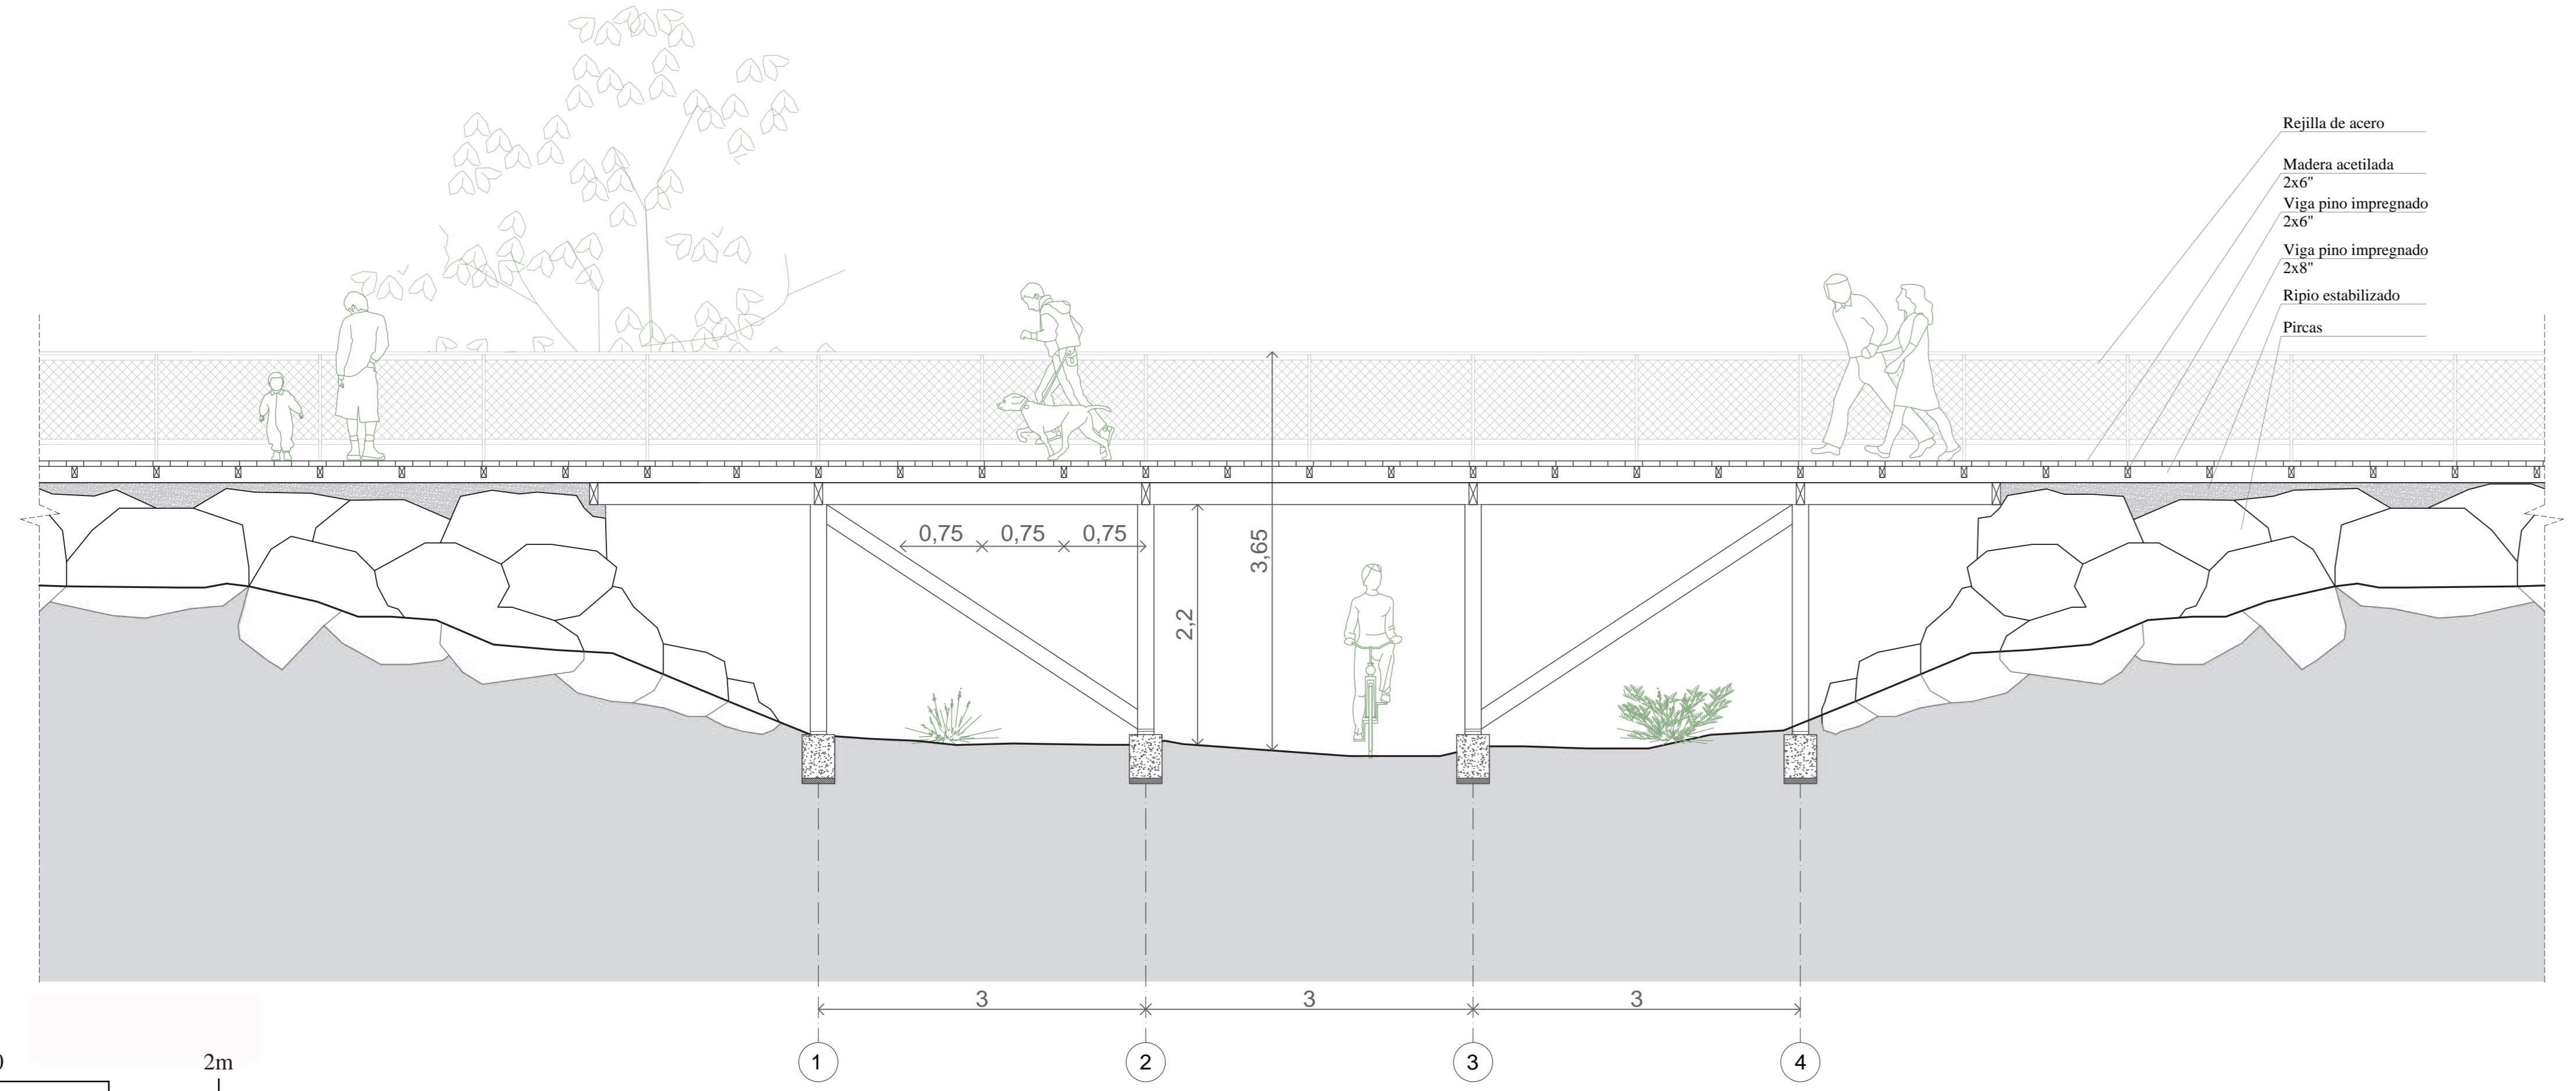 Rejilla de acero
Madera acetilada
2x6"
Viga pino impregnado
2x6"
Viga pino impregnado
2x8"
Ripio estabilizado
Pircas
0,75 0,75 0,75
3,65
2,2
3 3 3
1 2 3 4
2m